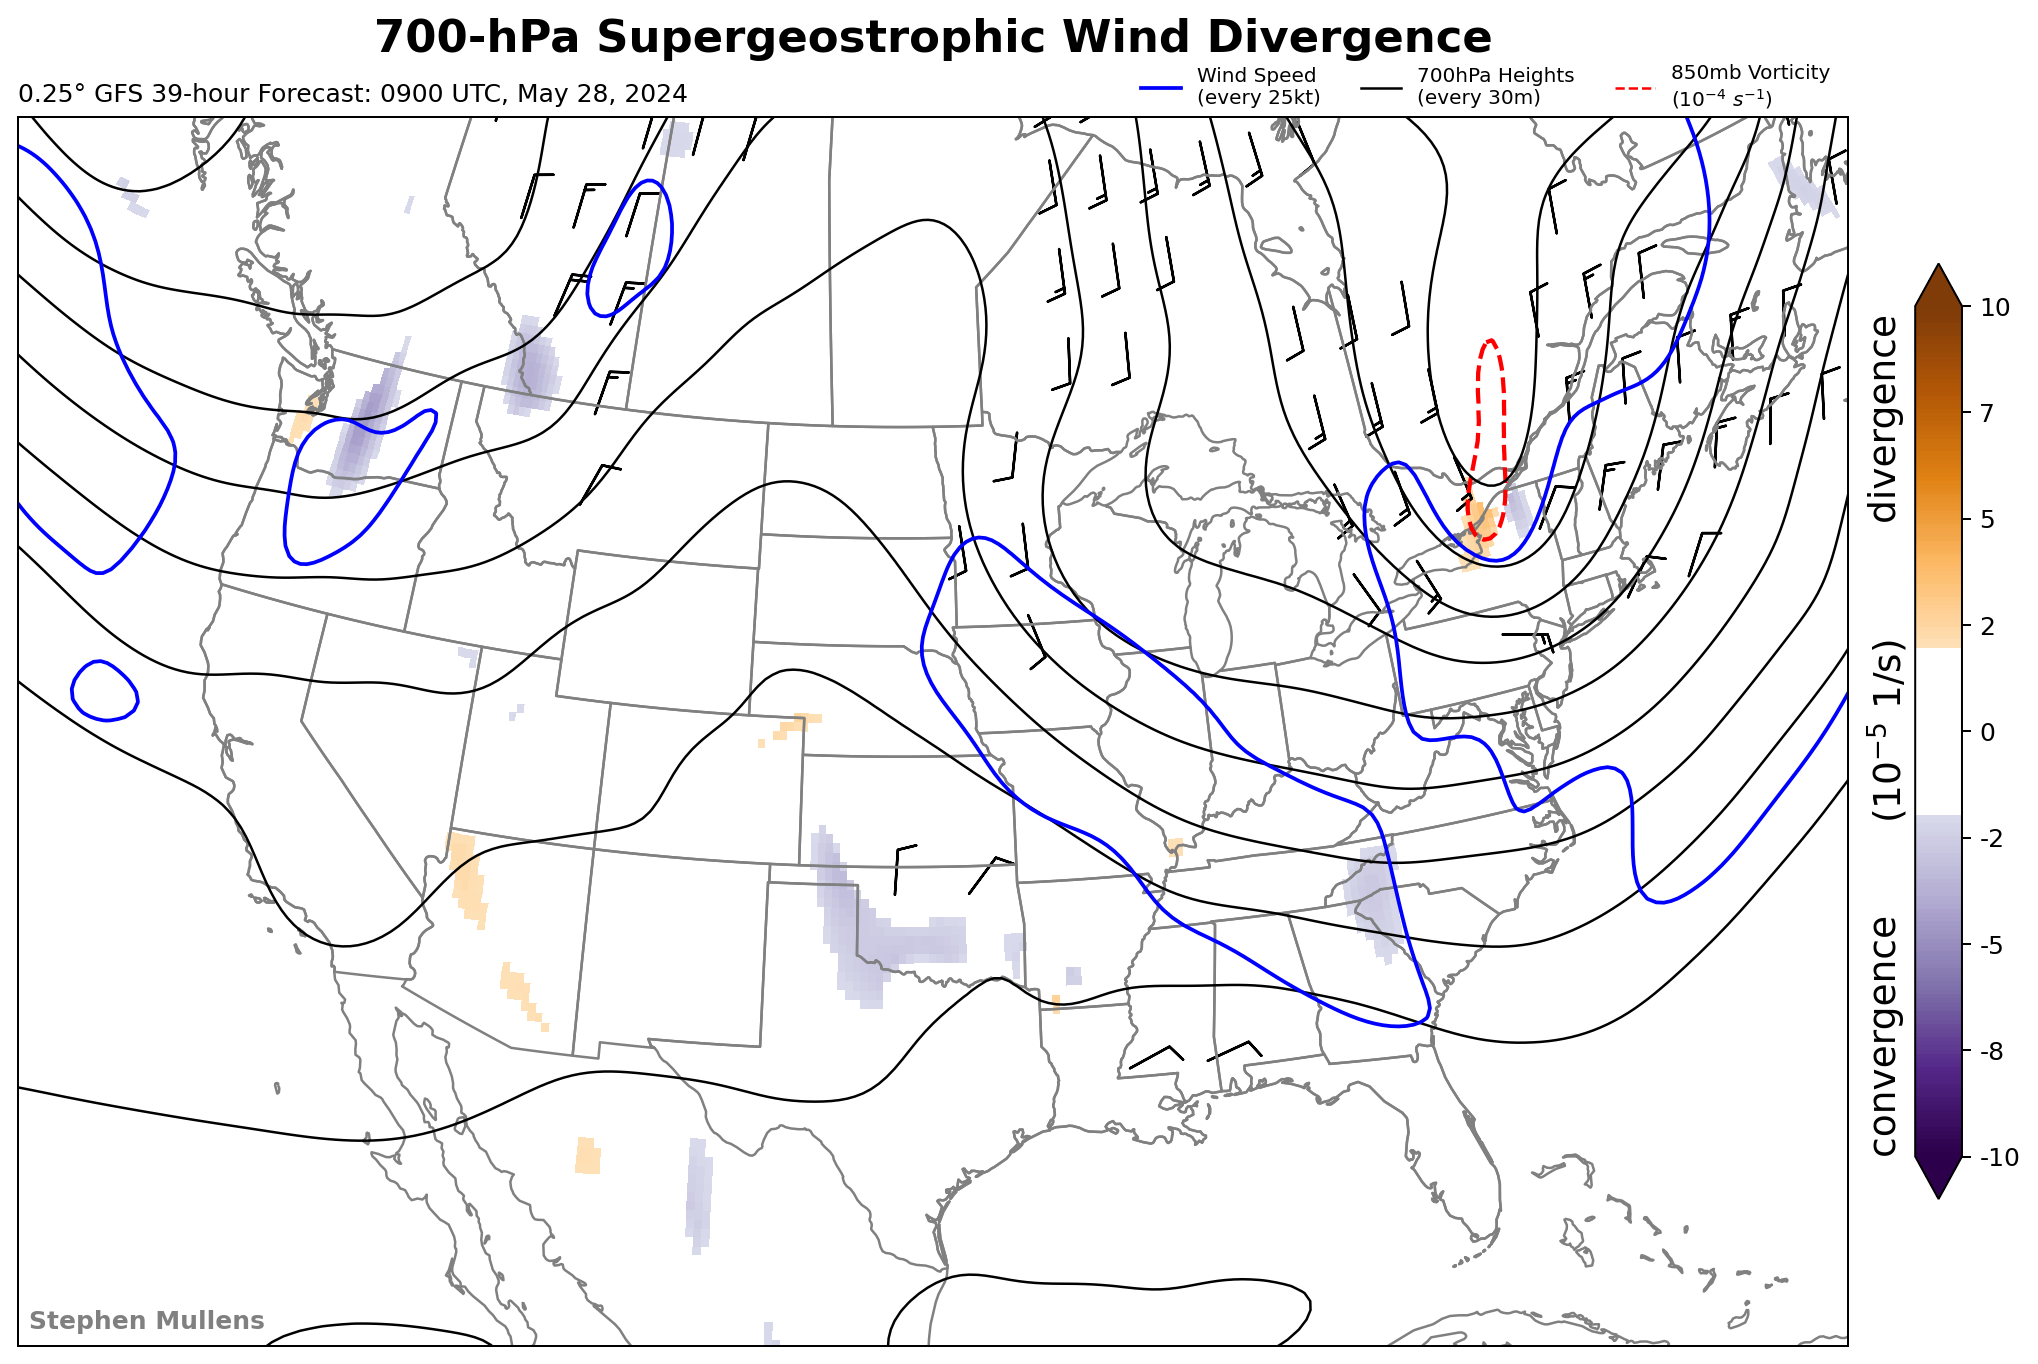 700-hPa Supergeostrophic Wind Divergence
0.25° GFS 39-hour Forecast: 0900 UTC, May 28, 2024
Wind Speed
(every 25kt)
700hPa Heights
(every 30m)
850mb Vorticity
(10⁻⁴ s⁻¹)
10
7
5
2
0
-2
-5
-8
-10
convergence (10⁻⁵ 1/s) divergence
Stephen Mullens